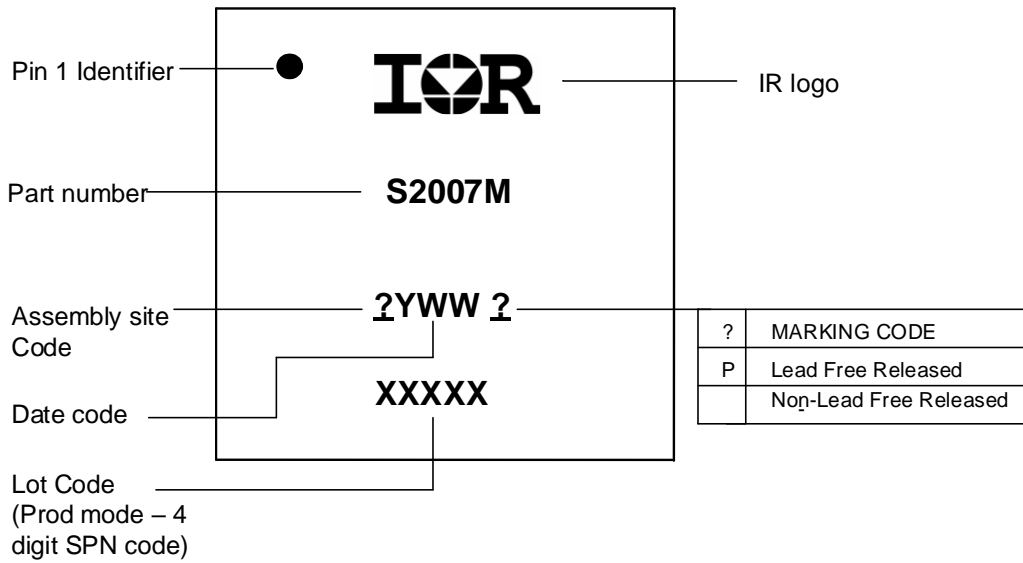 Pin 1 Identifier
IOR
IR logo
Part number
S2007M
Assembly site
Code
?YWW ?
? MARKING CODE
P Lead Free Released
Non-Lead Free Released
Date code
XXXXX
Lot Code
(Prod mode – 4
digit SPN code)